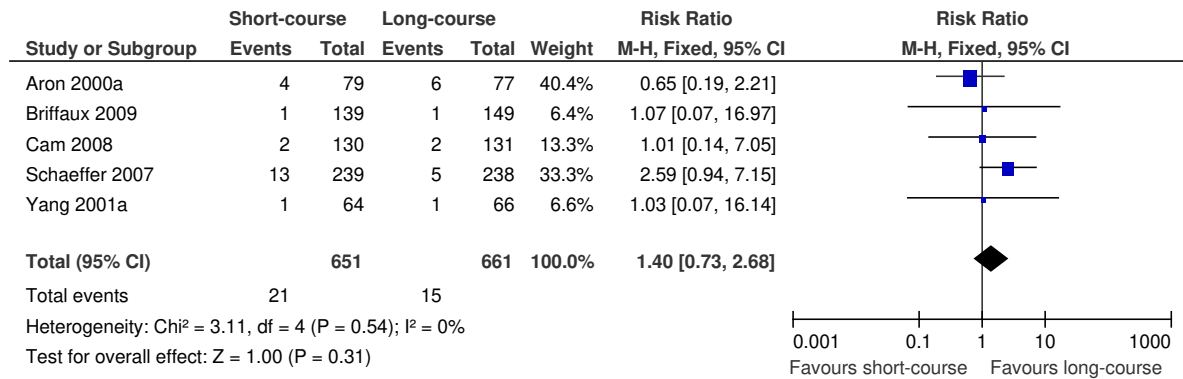 Short-course Long-course Risk Ratio Risk Ratio
Study or Subgroup Events Total Events Total Weight M-H, Fixed, 95% CI M-H, Fixed, 95% CI
Aron 2000a 4 79 6 77 40.4% 0.65 [0.19, 2.21]
Briffaux 2009 1 139 1 149 6.4% 1.07 [0.07, 16.97]
Cam 2008 2 130 2 131 13.3% 1.01 [0.14, 7.05]
Schaeffer 2007 13 239 5 238 33.3% 2.59 [0.94, 7.15]
Yang 2001a 1 64 1 66 6.6% 1.03 [0.07, 16.14]
Total (95% CI) 651 661 100.0% 1.40 [0.73, 2.68]
Total events 21 15
Heterogeneity: Chi² = 3.11, df = 4 (P = 0.54); I² = 0%
Test for overall effect: Z = 1.00 (P = 0.31)
0.001 0.1 1 10 1000
Favours short-course Favours long-course